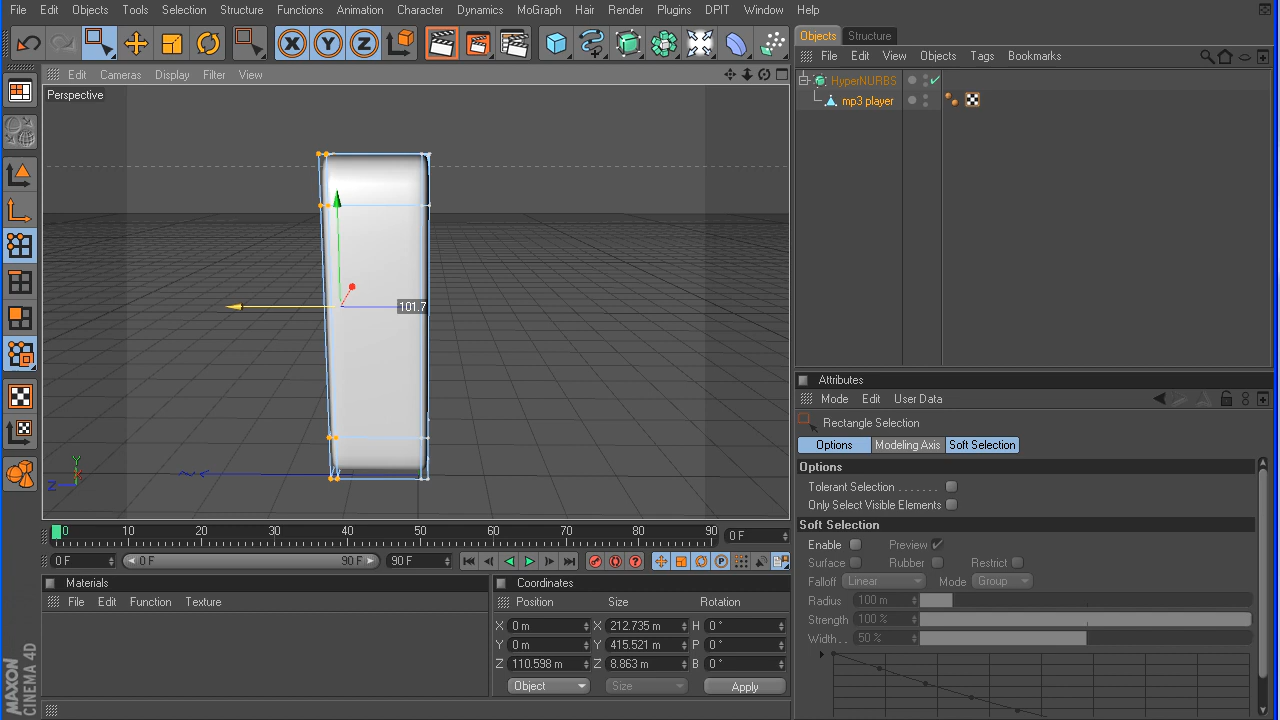 File Edit Objects Tools Selection Structure Functions Animation Character Dynamics MoGraph Hair Render Plugins DPIT Window Help
X Y Z
Objects Structure
File Edit View Objects Tags Bookmarks
Edit Cameras Display Filter View
HyperNURBS
mp3 player
Perspective
101.7
Y
Z
Attributes
Mode Edit User Data
Rectangle Selection
Options Modeling Axis Soft Selection
Options
Tolerant Selection . . . . . . .
Only Select Visible Elements
Soft Selection
Enable Preview
Surface Rubber Restrict
Falloff Linear Mode Group
Radius 100 m
Strength 100 %
Width . . 50 %
0 10 20 30 40 50 60 70 80 90 0 F
0 F 0 F 90 F 90 F
Materials
File Edit Function Texture
Coordinates
Position Size Rotation
X 0 m X 212.735 m H 0 °
Y 0 m Y 415.521 m P 0 °
Z 110.598 m Z 8.863 m B 0 °
Object Size Apply
MAXON
CINEMA 4D